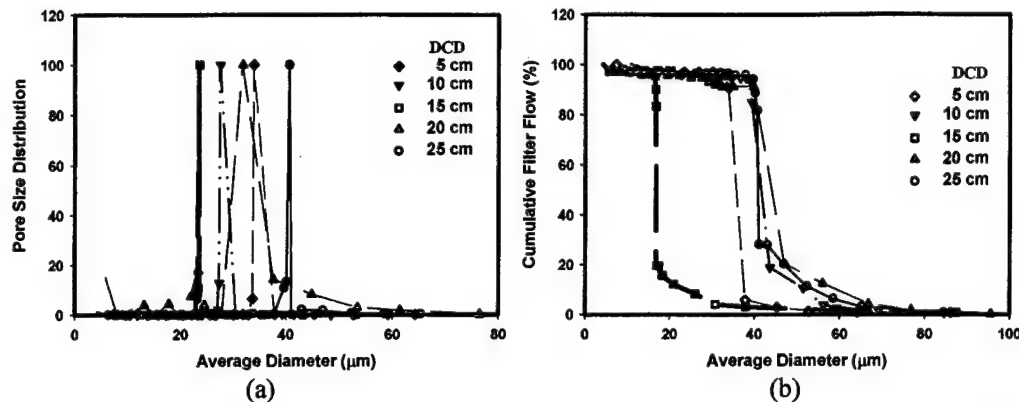 120
100
80
60
40
20
0
Pore Size Distribution
DCD
5 cm
10 cm
15 cm
20 cm
25 cm
0 20 40 60 80
Average Diameter (μm)
(a)
120
100
80
60
40
20
0
Cumulative Filter Flow (%)
DCD
5 cm
10 cm
15 cm
20 cm
25 cm
0 20 40 60 80 100
Average Diameter (μm)
(b)